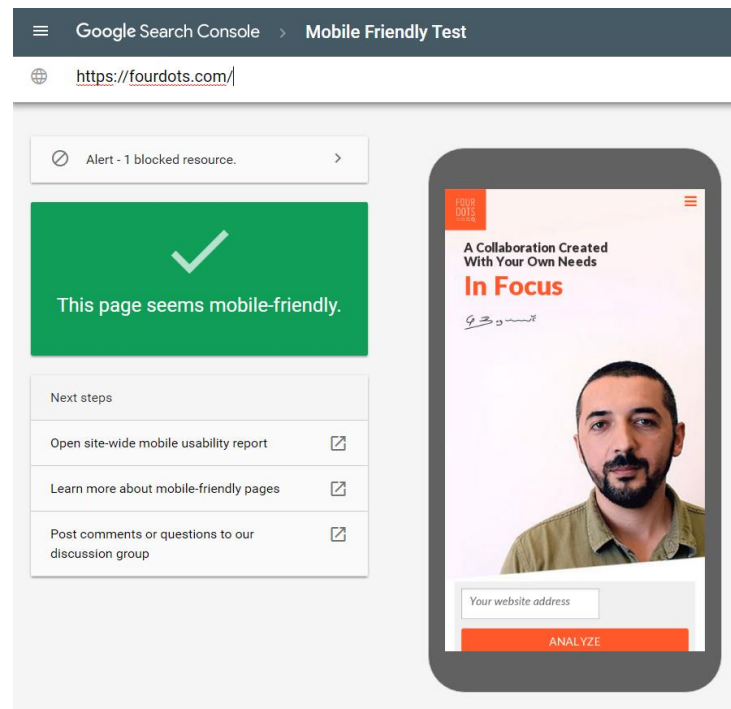 Google Search Console > Mobile Friendly Test
https://fourdots.com/
Alert - 1 blocked resource.
This page seems mobile-friendly.
Next steps
Open site-wide mobile usability report
Learn more about mobile-friendly pages
Post comments or questions to our
discussion group
FOUR
DOTS
A Collaboration Created
With Your Own Needs
In Focus
Your website address
ANALYZE